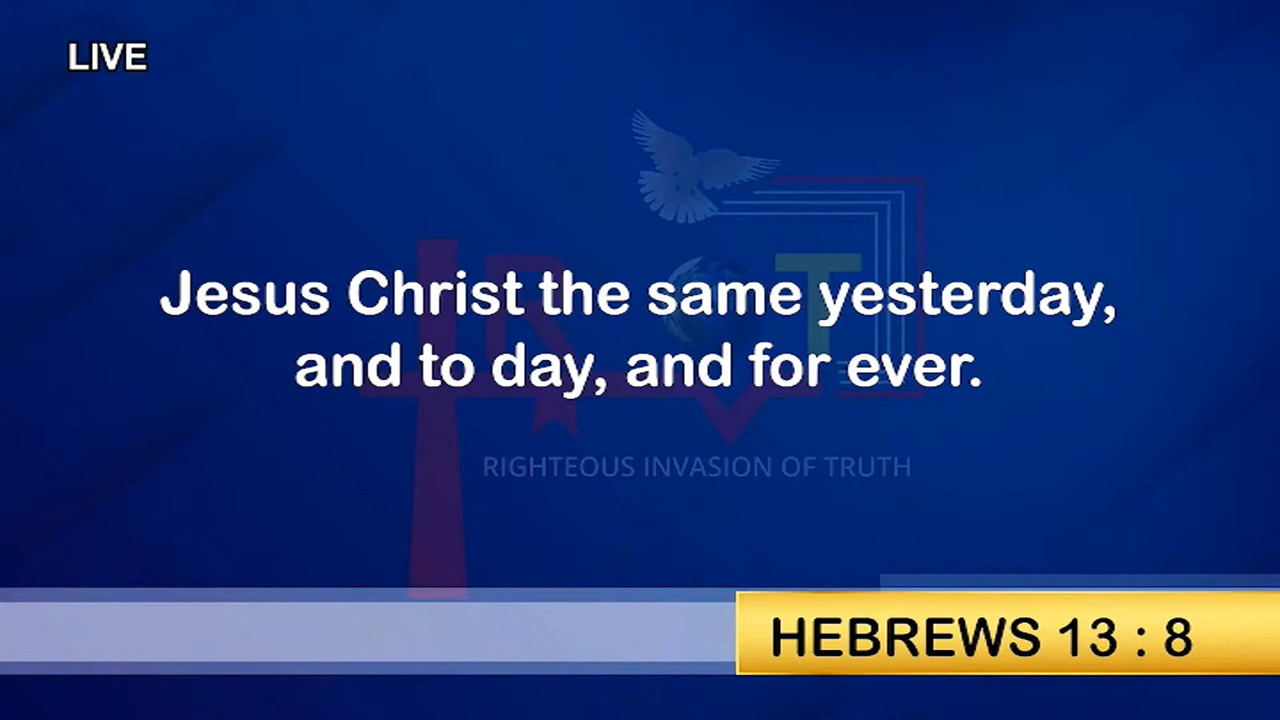 LIVE
Jesus Christ the same yesterday,
and to day, and for ever.
RIGHTEOUS INVASION OF TRUTH
HEBREWS 13 : 8